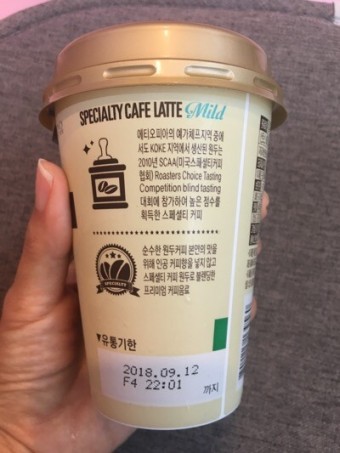 SPECIALTY CAFE LATTE Mild
에티오피아의 예가체프지역 중에
서도 KOKE 지역에서 생산된 원두는
2010년 SCAA(미국스페셜티커피
협회) Roasters Choice Tasting
Competition blind tasting
대회에 참가하여 높은 점수를
획득한 스페셜티 커피
순수한 원두커피 본연의 맛을
위해 인공 커피향을 넣지 않고
스페셜티 커피 원두로 블렌딩한
프리미엄 커피음료
SPECIALTY
▼유통기한
2018.09.12
F4 22:01
까지